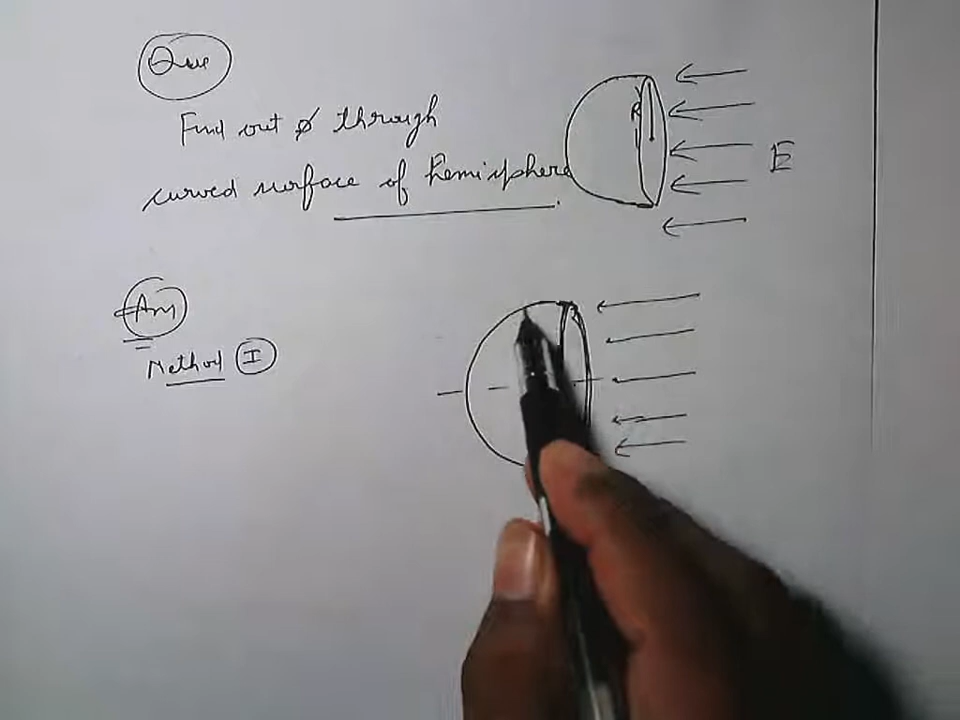 Que
Find out ϕ through
curved surface of hemisphere.
R
E
Ans
Method I
R